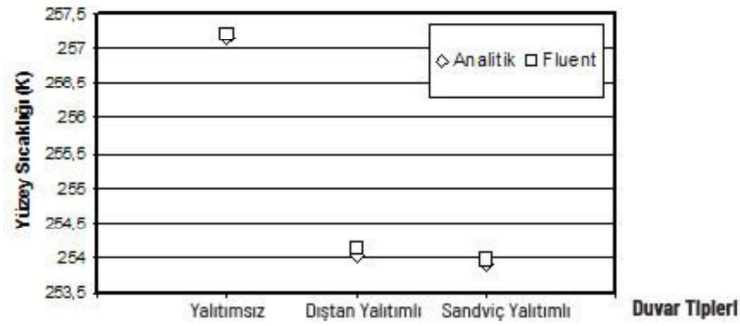 257,5
257
256,5
256
255,5
255
254,5
254
253,5
Yüzey Sıcaklığı (K)
Analitik Fluent
Yalıtımsız Dıştan Yalıtımlı Sandviç Yalıtımlı
Duvar Tipleri